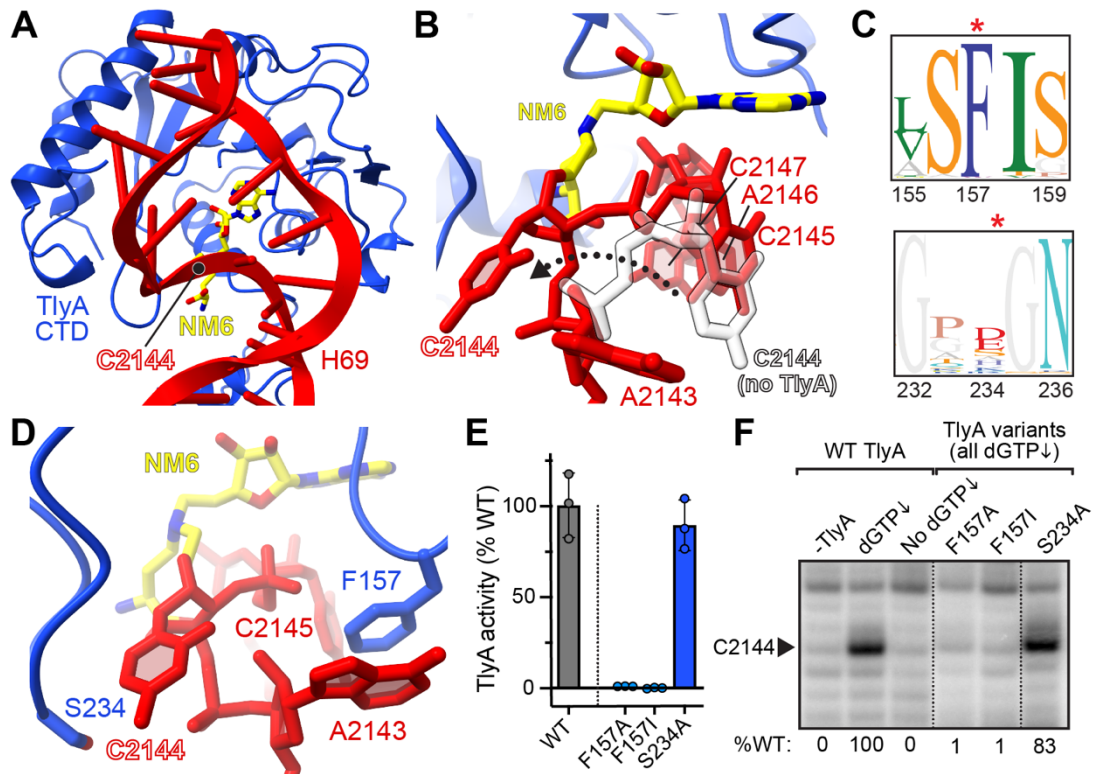 A
NM6
TlyA
CTD
NM6
C2144
H69
B
NM6
C2147
A2146
C2145
C2144
C2144
(no TlyA)
A2143
C
*
SFIS
155 157 159
*
G GN
232 234 236
D
NM6
F157
C2145
S234
C2144
A2143
E
TlyA activity (% WT)
100
50
0
WT
F157A
F157I
S234A
F
WT TlyA
TlyA variants
(all dGTP↓)
-TlyA
dGTP↓
No dGTP↓
F157A
F157I
S234A
C2144
%WT: 0 100 0 1 1 83